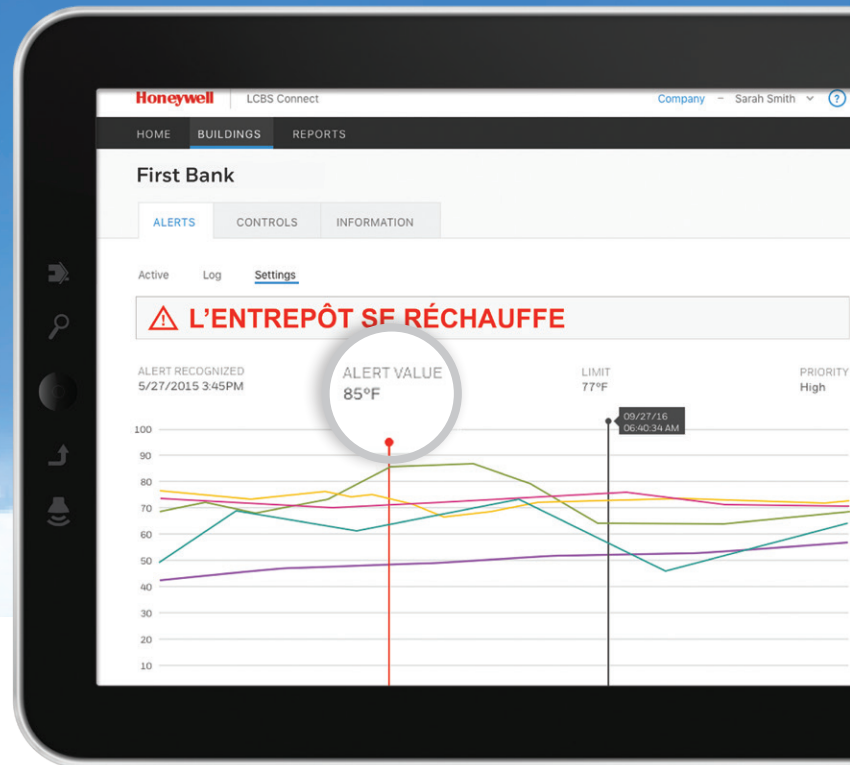 Honeywell LCBS Connect Company – Sarah Smith ?
HOME BUILDINGS REPORTS
First Bank
ALERTS CONTROLS INFORMATION
Active Log Settings
L'ENTREPÔT SE RÉCHAUFFE
ALERT RECOGNIZED ALERT VALUE LIMIT PRIORITY
5/27/2015 3:45PM 85°F 77°F High
09/27/16
06:40:34 AM
100
90
80
70
60
50
40
30
20
10